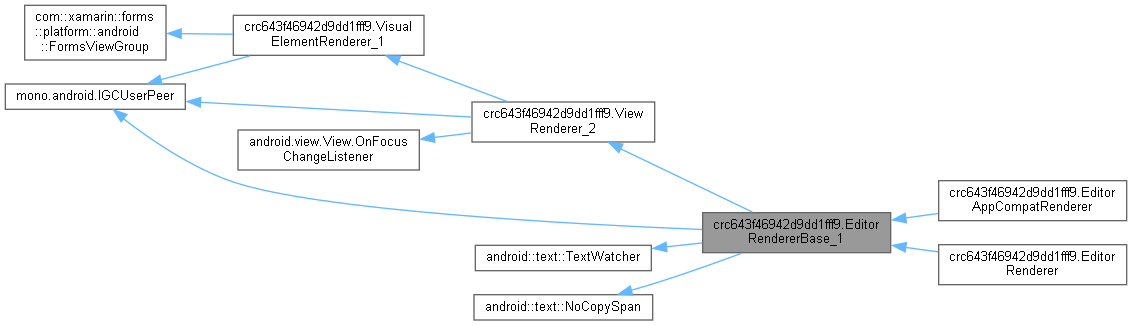 com::xamarin::forms
::platform::android
::FormsViewGroup
crc643f46942d9dd1fff9.Visual
ElementRenderer_1
mono.android.IGCUserPeer
crc643f46942d9dd1fff9.View
Renderer_2
android.view.View.OnFocus
ChangeListener
crc643f46942d9dd1fff9.Editor
AppCompatRenderer
crc643f46942d9dd1fff9.Editor
RendererBase_1
crc643f46942d9dd1fff9.Editor
Renderer
android::text::TextWatcher
android::text::NoCopySpan